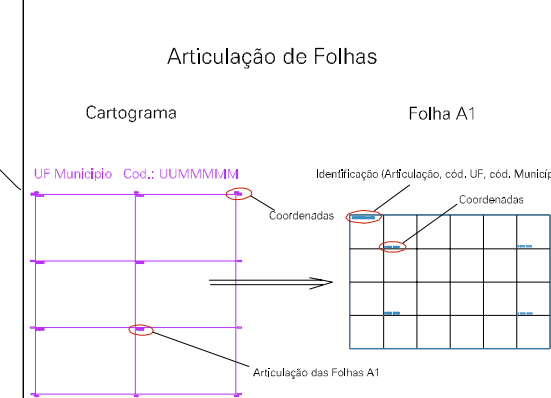 Articulação de Folhas
Cartograma
Folha A1
UF Municipio Cod.: UUMMMMM
Identificação (Articulação, cód. UF, cód.
Coordenadas
Coordenadas
Articulação das Folhas A1